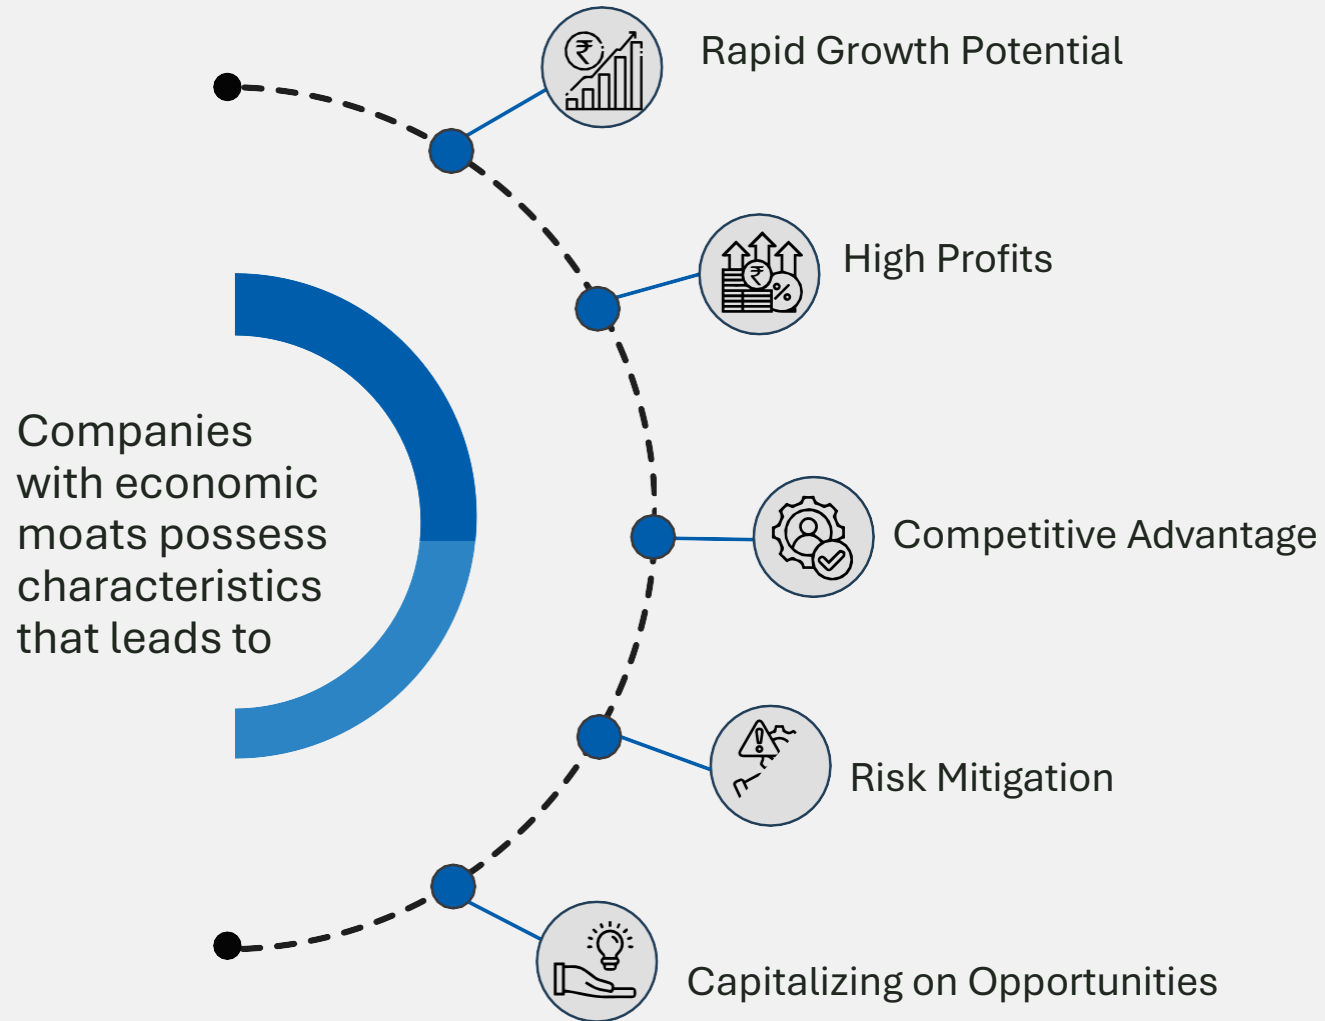 Companies
with economic
moats possess
characteristics
that leads to
Rapid Growth Potential
High Profits
Competitive Advantage
Risk Mitigation
Capitalizing on Opportunities
₹
₹
%